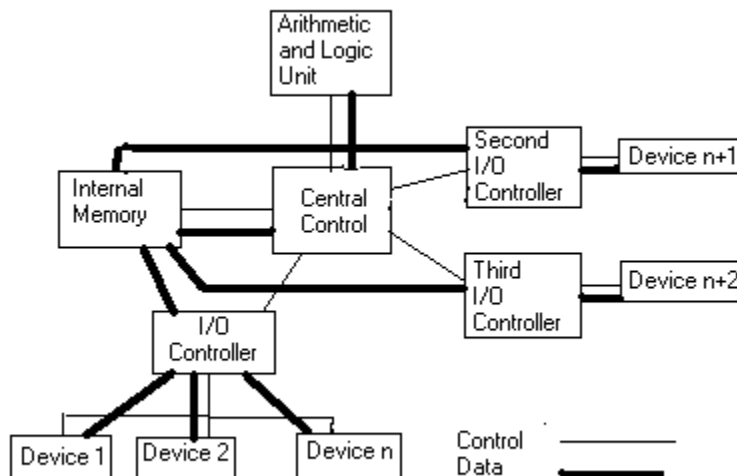 Arithmetic
and Logic
Unit
Second
I/O
Controller
Device n+1
Internal
Memory
Central
Control
Third
I/O
Controller
Device n+2
I/O
Controller
Device 1
Device 2
Device n
Control
Data